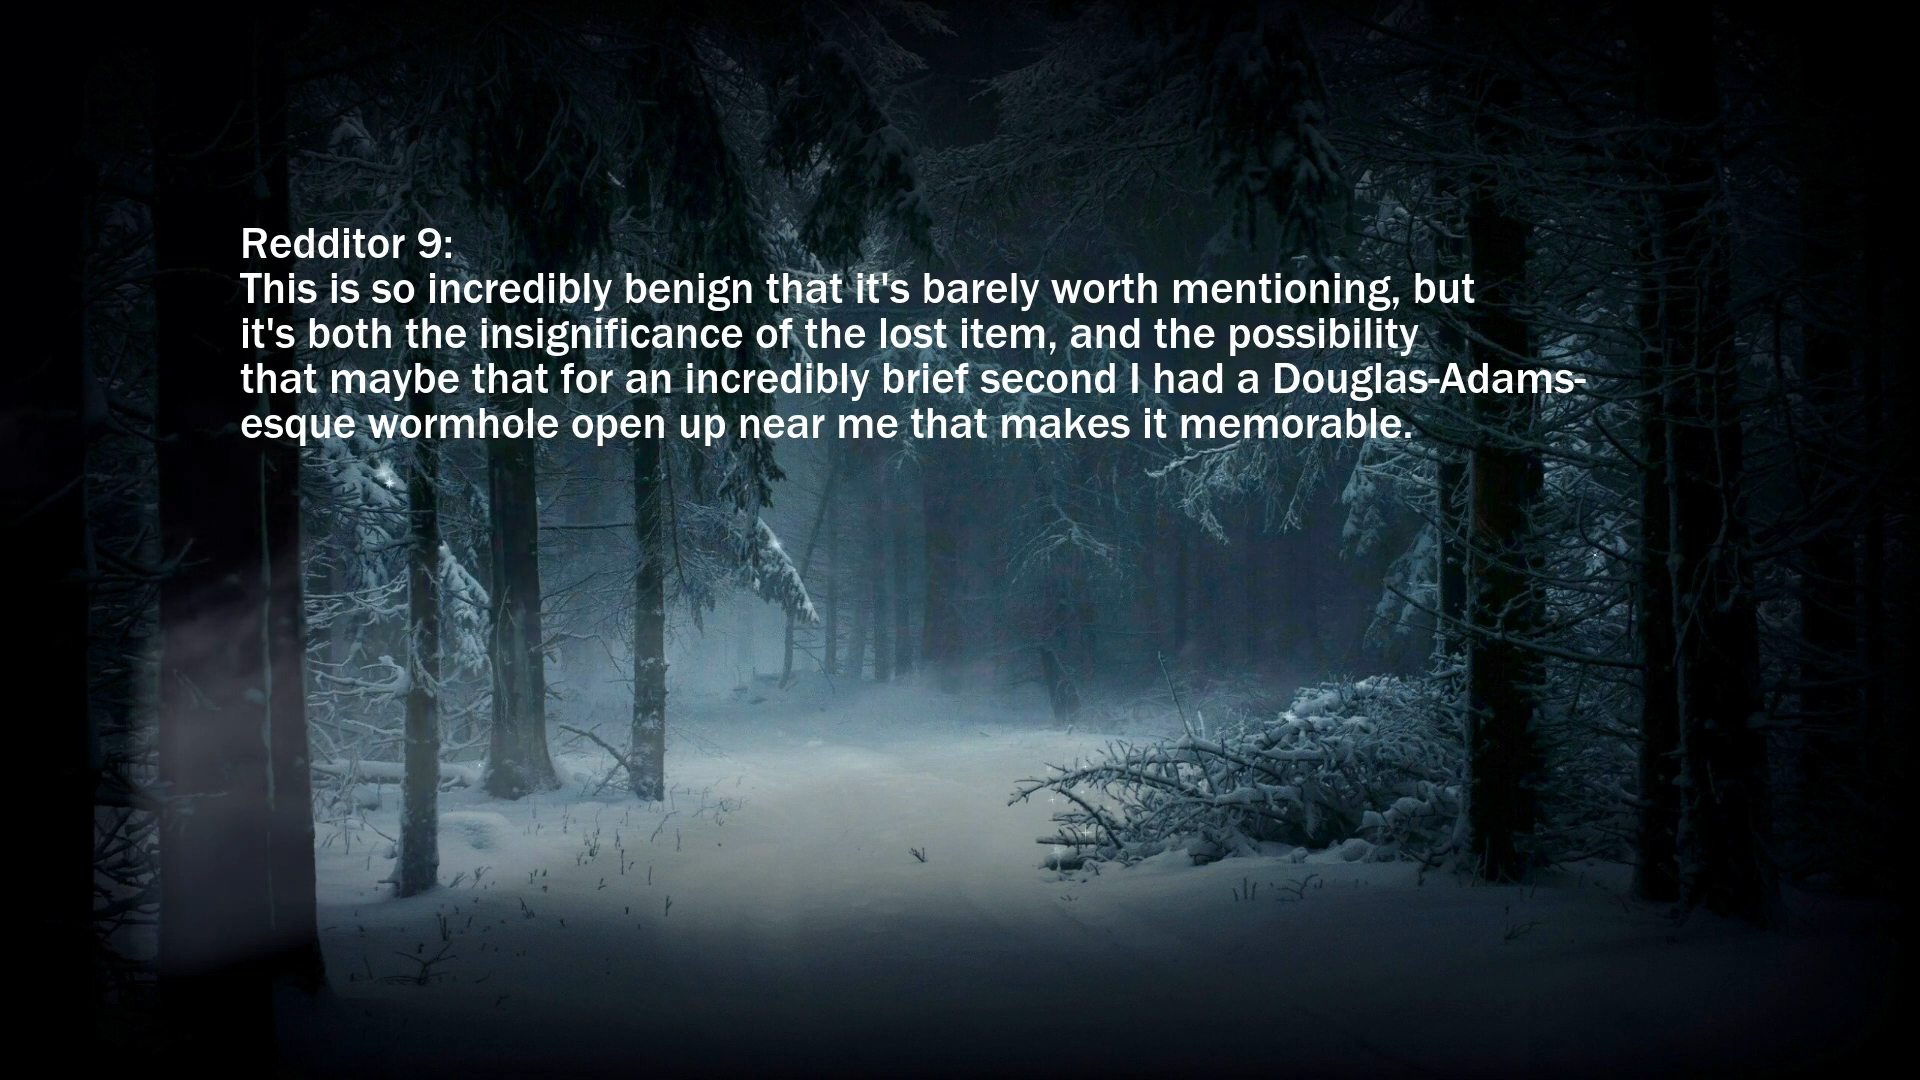 Redditor 9:
This is so incredibly benign that it's barely worth mentioning, but
it's both the insignificance of the lost item, and the possibility
that maybe that for an incredibly brief second I had a Douglas-Adams-
esque wormhole open up near me that makes it memorable.